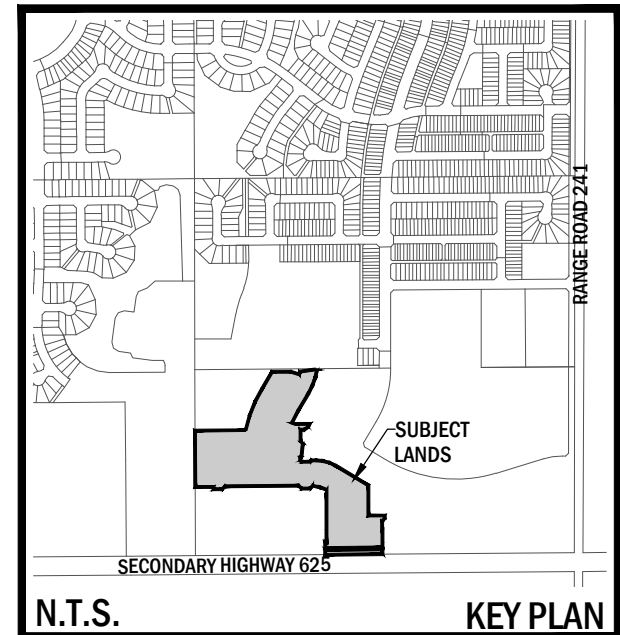 RANGE ROAD 241
SUBJECT
LANDS
SECONDARY HIGHWAY 625
N.T.S.
KEY PLAN